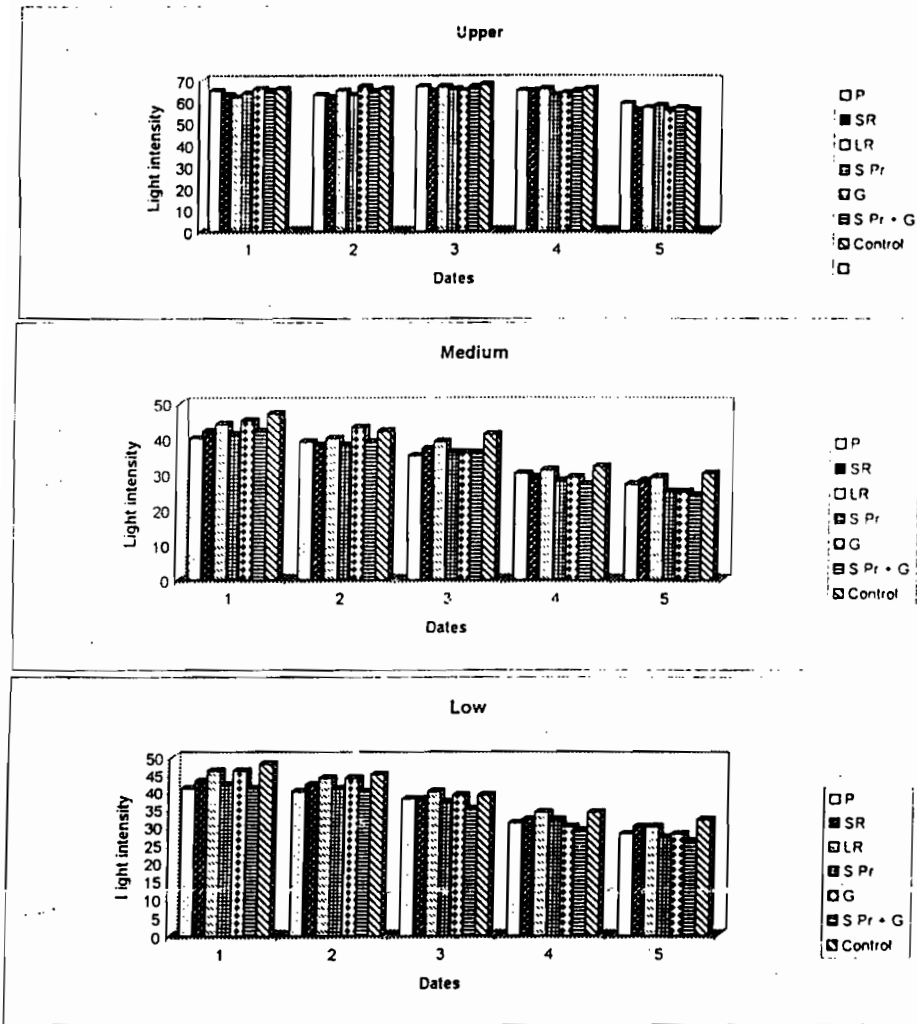 Upper
Light intensity
70
60
50
40
30
20
10
0
1 2 3 4 5
Dates
P
SR
LR
S Pr
G
S Pr + G
Control
Medium
Light intensity
50
40
30
20
10
0
1 2 3 4 5
Dates
P
SR
LR
S Pr
G
S Pr + G
Control
Low
Light intensity
50
45
40
35
30
25
20
15
10
5
0
1 2 3 4 5
Dates
P
SR
LR
S Pr
G
S Pr + G
Control